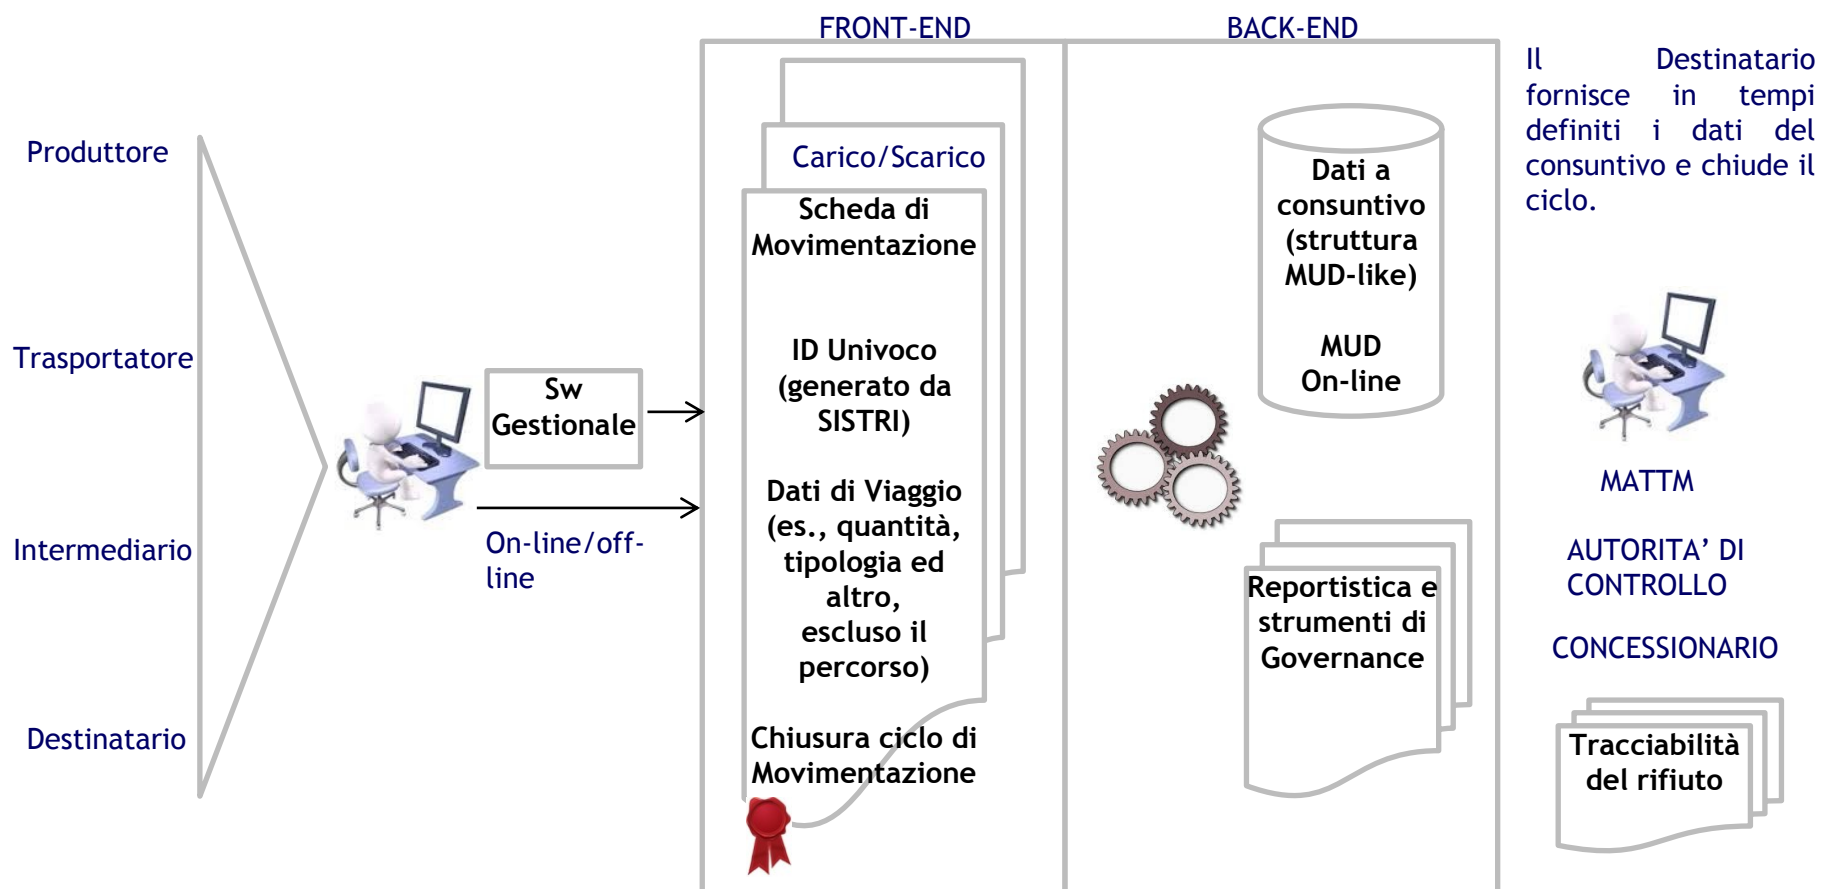 FRONT-END
BACK-END
Produttore
Trasportatore
Intermediario
Destinatario
Sw
Gestionale
On-line/off-
line
Carico/Scarico
Scheda di
Movimentazione
ID Univoco
(generato da
SISTRI)
Dati di Viaggio
(es., quantità,
tipologia ed
altro,
escluso il
percorso)
Chiusura ciclo di
Movimentazione
Dati a
consuntivo
(struttura
MUD-like)
MUD
On-line
Reportistica e
strumenti di
Governance
Il Destinatario
fornisce in tempi
definiti i dati del
consuntivo e chiude il
ciclo.
MATTM
AUTORITA’ DI
CONTROLLO
CONCESSIONARIO
Tracciabilità
del rifiuto